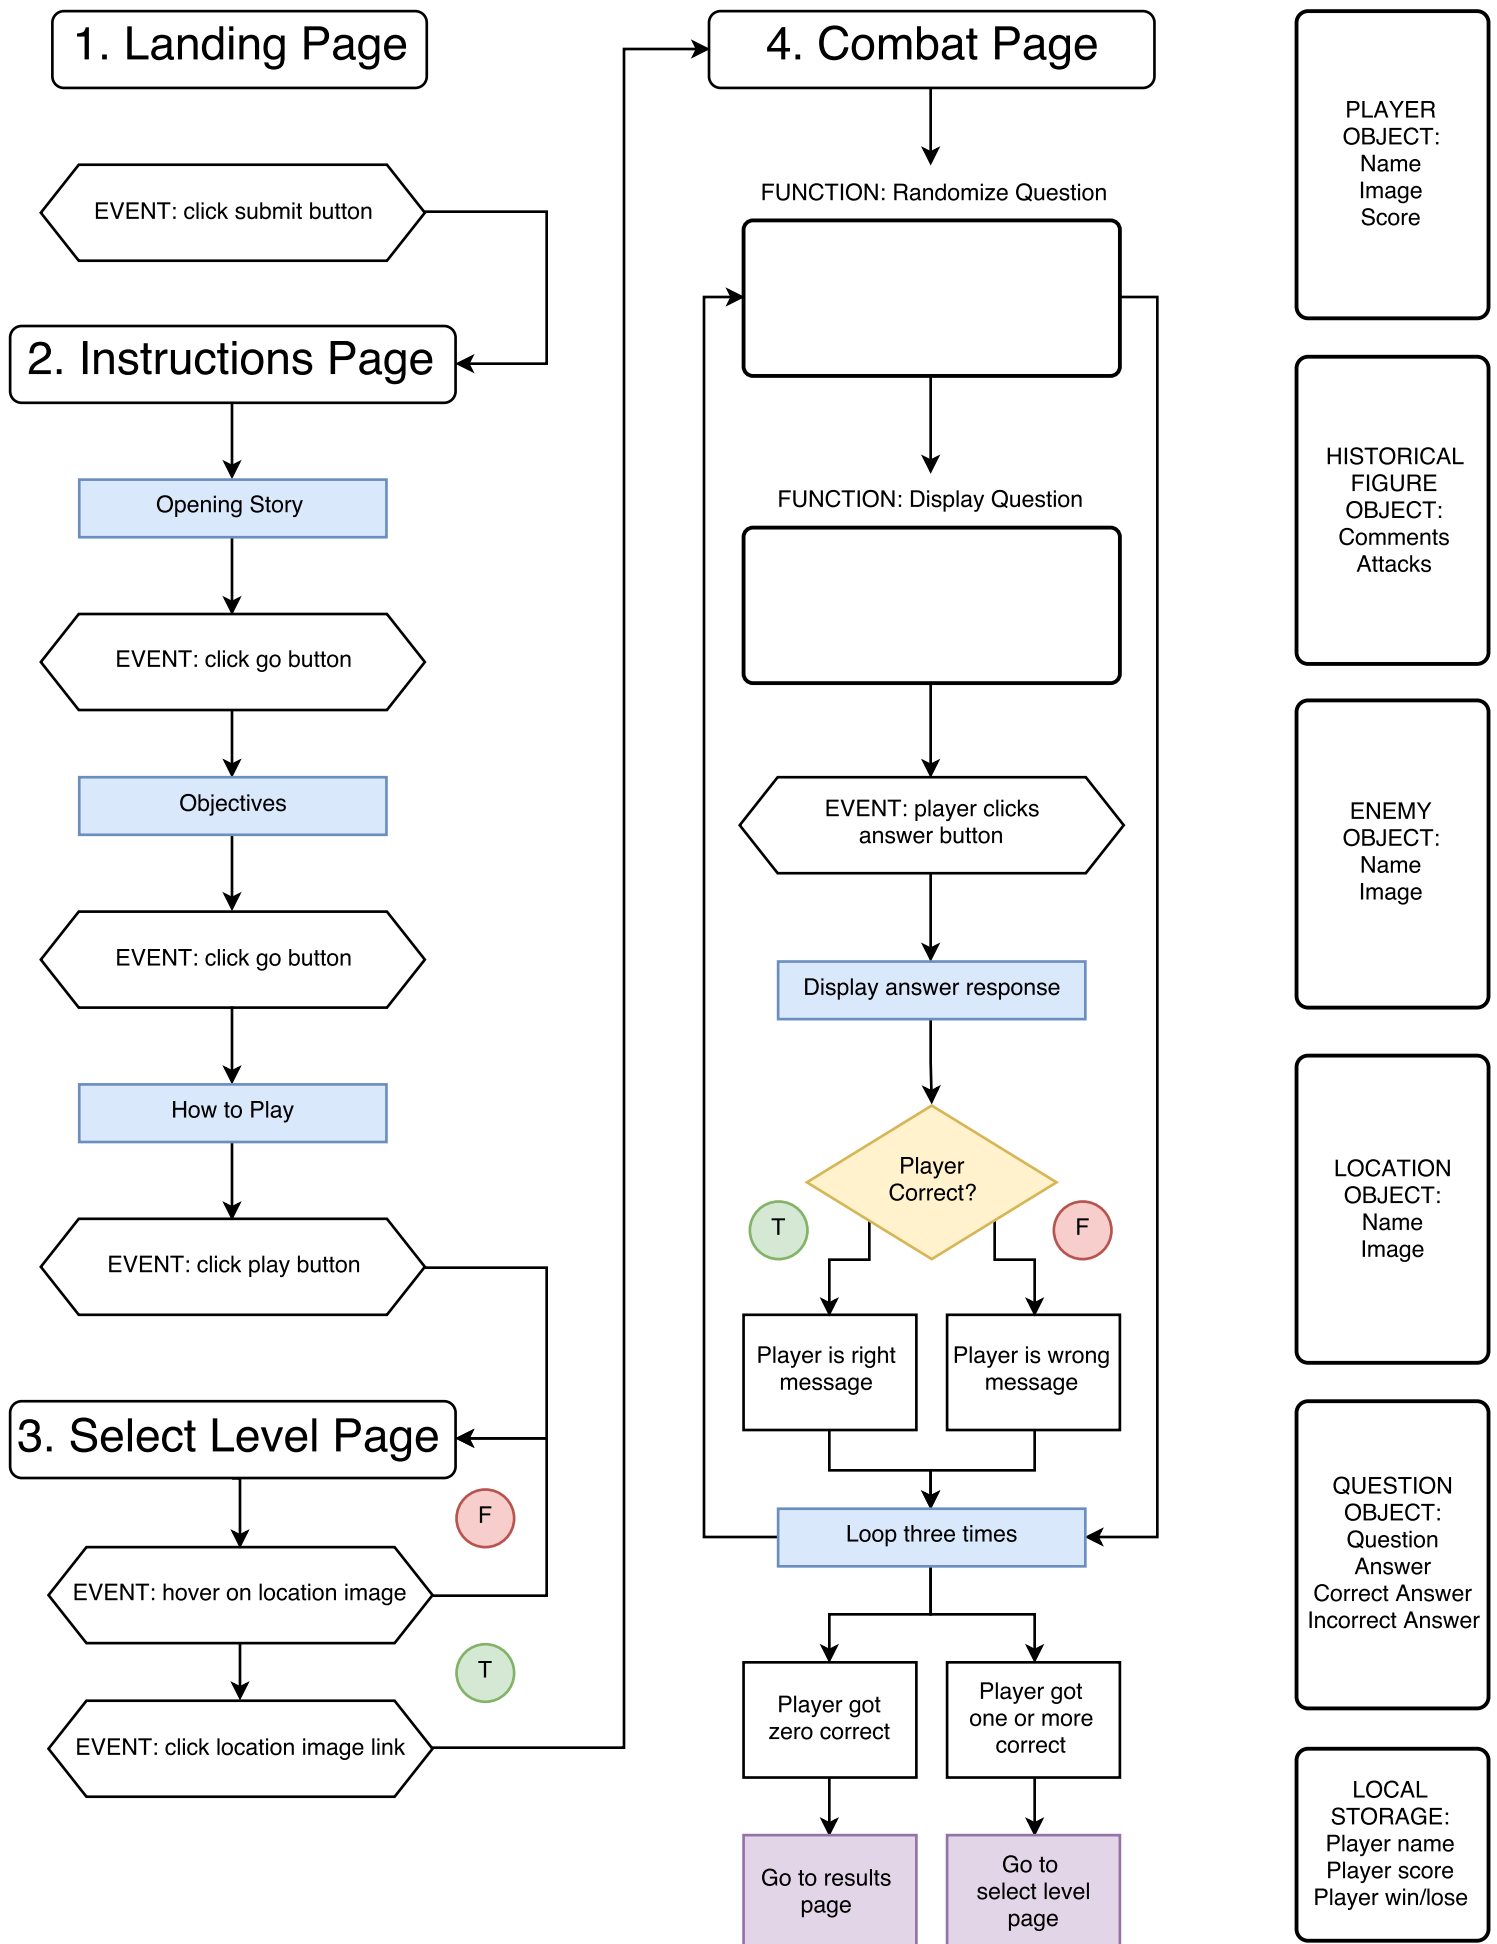 1. Landing Page
EVENT: click submit button
2. Instructions Page
Opening Story
EVENT: click go button
Objectives
EVENT: click go button
How to Play
EVENT: click play button
3. Select Level Page
F
EVENT: hover on location image
T
EVENT: click location image link
4. Combat Page
FUNCTION: Randomize Question
FUNCTION: Display Question
EVENT: player clicks
answer button
Display answer response
Player
Correct?
T
F
Player is right
message
Player is wrong
message
Loop three times
Player got
zero correct
Player got
one or more
correct
Go to results
page
Go to
select level
page
PLAYER
OBJECT:
Name
Image
Score
HISTORICAL
FIGURE
OBJECT:
Comments
Attacks
ENEMY
OBJECT:
Name
Image
LOCATION
OBJECT:
Name
Image
QUESTION
OBJECT:
Question
Answer
Correct Answer
Incorrect Answer
LOCAL
STORAGE:
Player name
Player score
Player win/lose